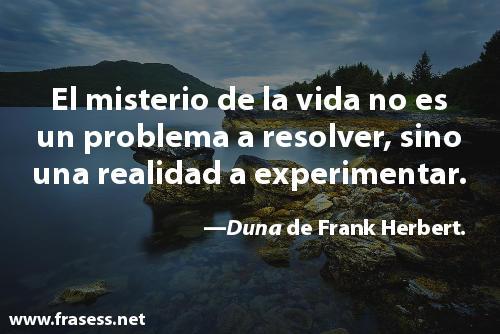 El misterio de la vida no es
un problema a resolver, sino
una realidad a experimentar.
—Duna de Frank Herbert.
www.frasess.net